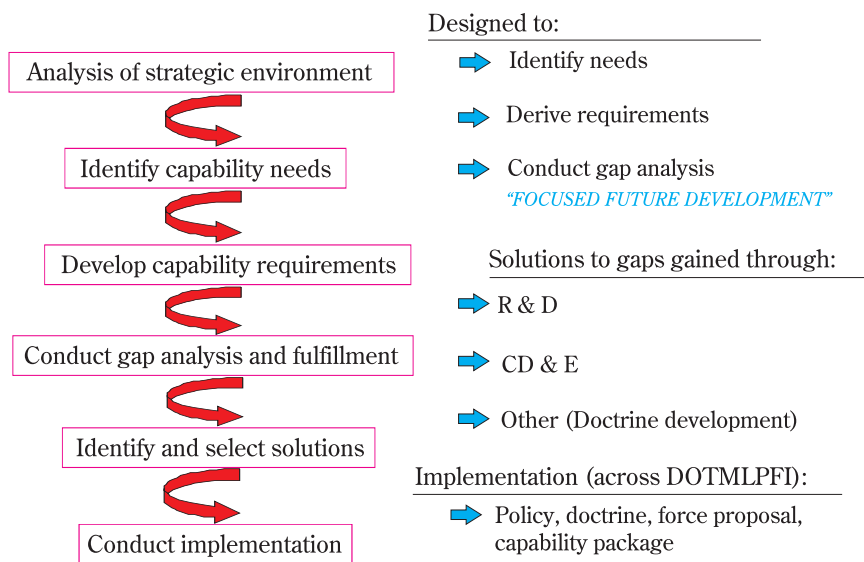 Analysis of strategic environment
Identify capability needs
Develop capability requirements
Conduct gap analysis and fulfillment
Identify and select solutions
Conduct implementation
Designed to:
Identify needs
Derive requirements
Conduct gap analysis
“FOCUSED FUTURE DEVELOPMENT”
Solutions to gaps gained through:
R & D
CD & E
Other (Doctrine development)
Implementation (across DOTMLPFI):
Policy, doctrine, force proposal,
capability package